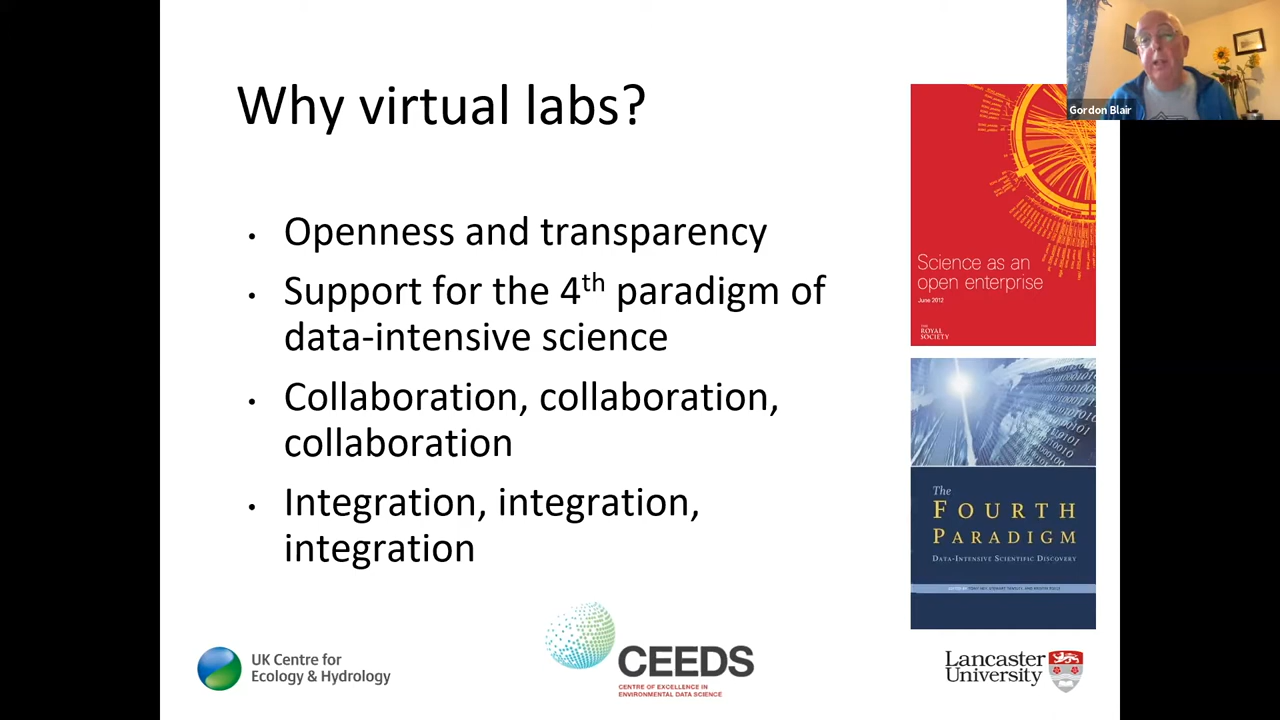 Why virtual labs?
Gordon Blair
• Openness and transparency
• Support for the 4th paradigm of
data-intensive science
• Collaboration, collaboration,
collaboration
• Integration, integration,
integration
Science as an
open enterprise
June 2012
THE
ROYAL
SOCIETY
The
FOURTH
PARADIGM
DATA-INTENSIVE SCIENTIFIC DISCOVERY
UK Centre for
Ecology & Hydrology
CEEDS
CENTRE OF EXCELLENCE IN
ENVIRONMENTAL DATA SCIENCE
Lancaster
University